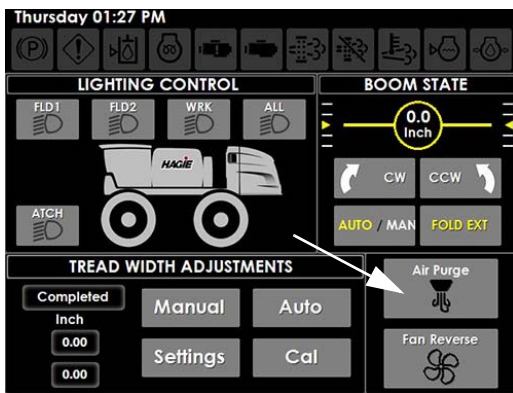 Thursday 01:27 PM
LIGHTING CONTROL
FLD1 FLD2 WRK ALL
HAGIE
ATCH
BOOM STATE
0.0
Inch
CW CCW
AUTO / MAN FOLD EXT
TREAD WIDTH ADJUSTMENTS
Completed
Inch
0.00
0.00
Manual Auto
Settings Cal
Air Purge
Fan Reverse